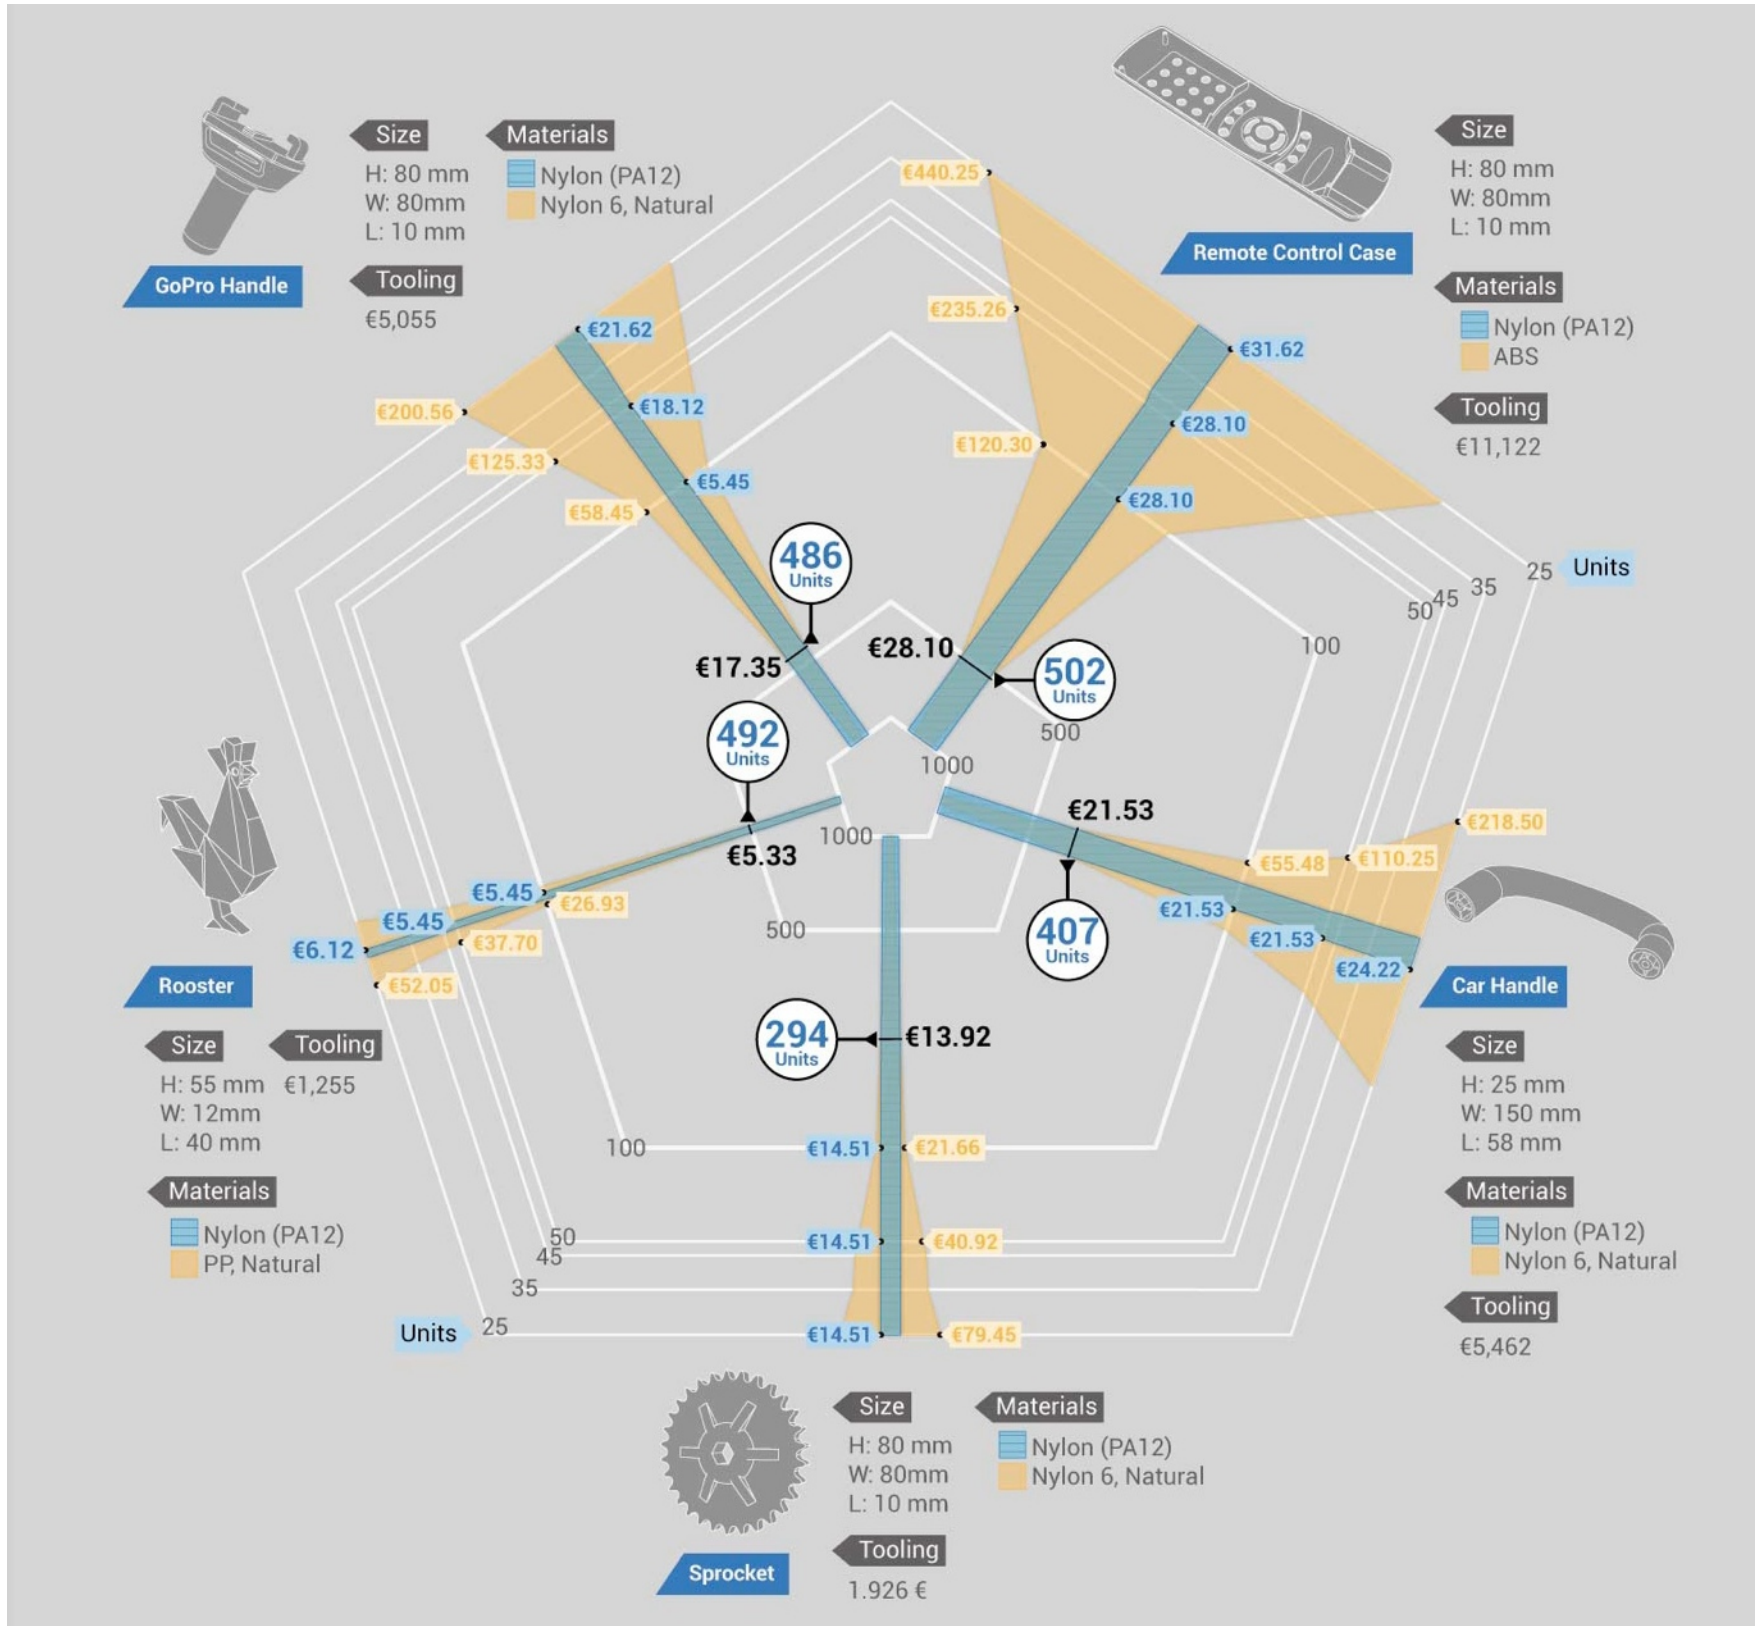 Size
H: 80 mm
W: 80mm
L: 10 mm
Materials
Nylon (PA12)
Nylon 6, Natural
GoPro Handle
Tooling
€5,055
Size
H: 80 mm
W: 80mm
L: 10 mm
Remote Control Case
Materials
Nylon (PA12)
ABS
Tooling
€11,122
€440.25
€235.26
€120.30
€31.62
€28.10
€28.10
€21.62
€18.12
€5.45
€200.56
€125.33
€58.45
486
Units
€17.35
€28.10
502
Units
25 Units
35
45
50
100
500
1000
492
Units
€5.33
1000
500
100
50
45
35
Units 25
€21.53
407
Units
€218.50
€110.25
€55.48
€21.53
€21.53
€24.22
€5.45
€5.45
€6.12
€26.93
€37.70
€52.05
294
Units
€13.92
€14.51
€21.66
€14.51
€40.92
€14.51
€79.45
Rooster
Size
H: 55 mm
W: 12mm
L: 40 mm
Tooling
€1,255
Materials
Nylon (PA12)
PP, Natural
Car Handle
Size
H: 25 mm
W: 150 mm
L: 58 mm
Materials
Nylon (PA12)
Nylon 6, Natural
Tooling
€5,462
Sprocket
Size
H: 80 mm
W: 80mm
L: 10 mm
Materials
Nylon (PA12)
Nylon 6, Natural
Tooling
1.926 €